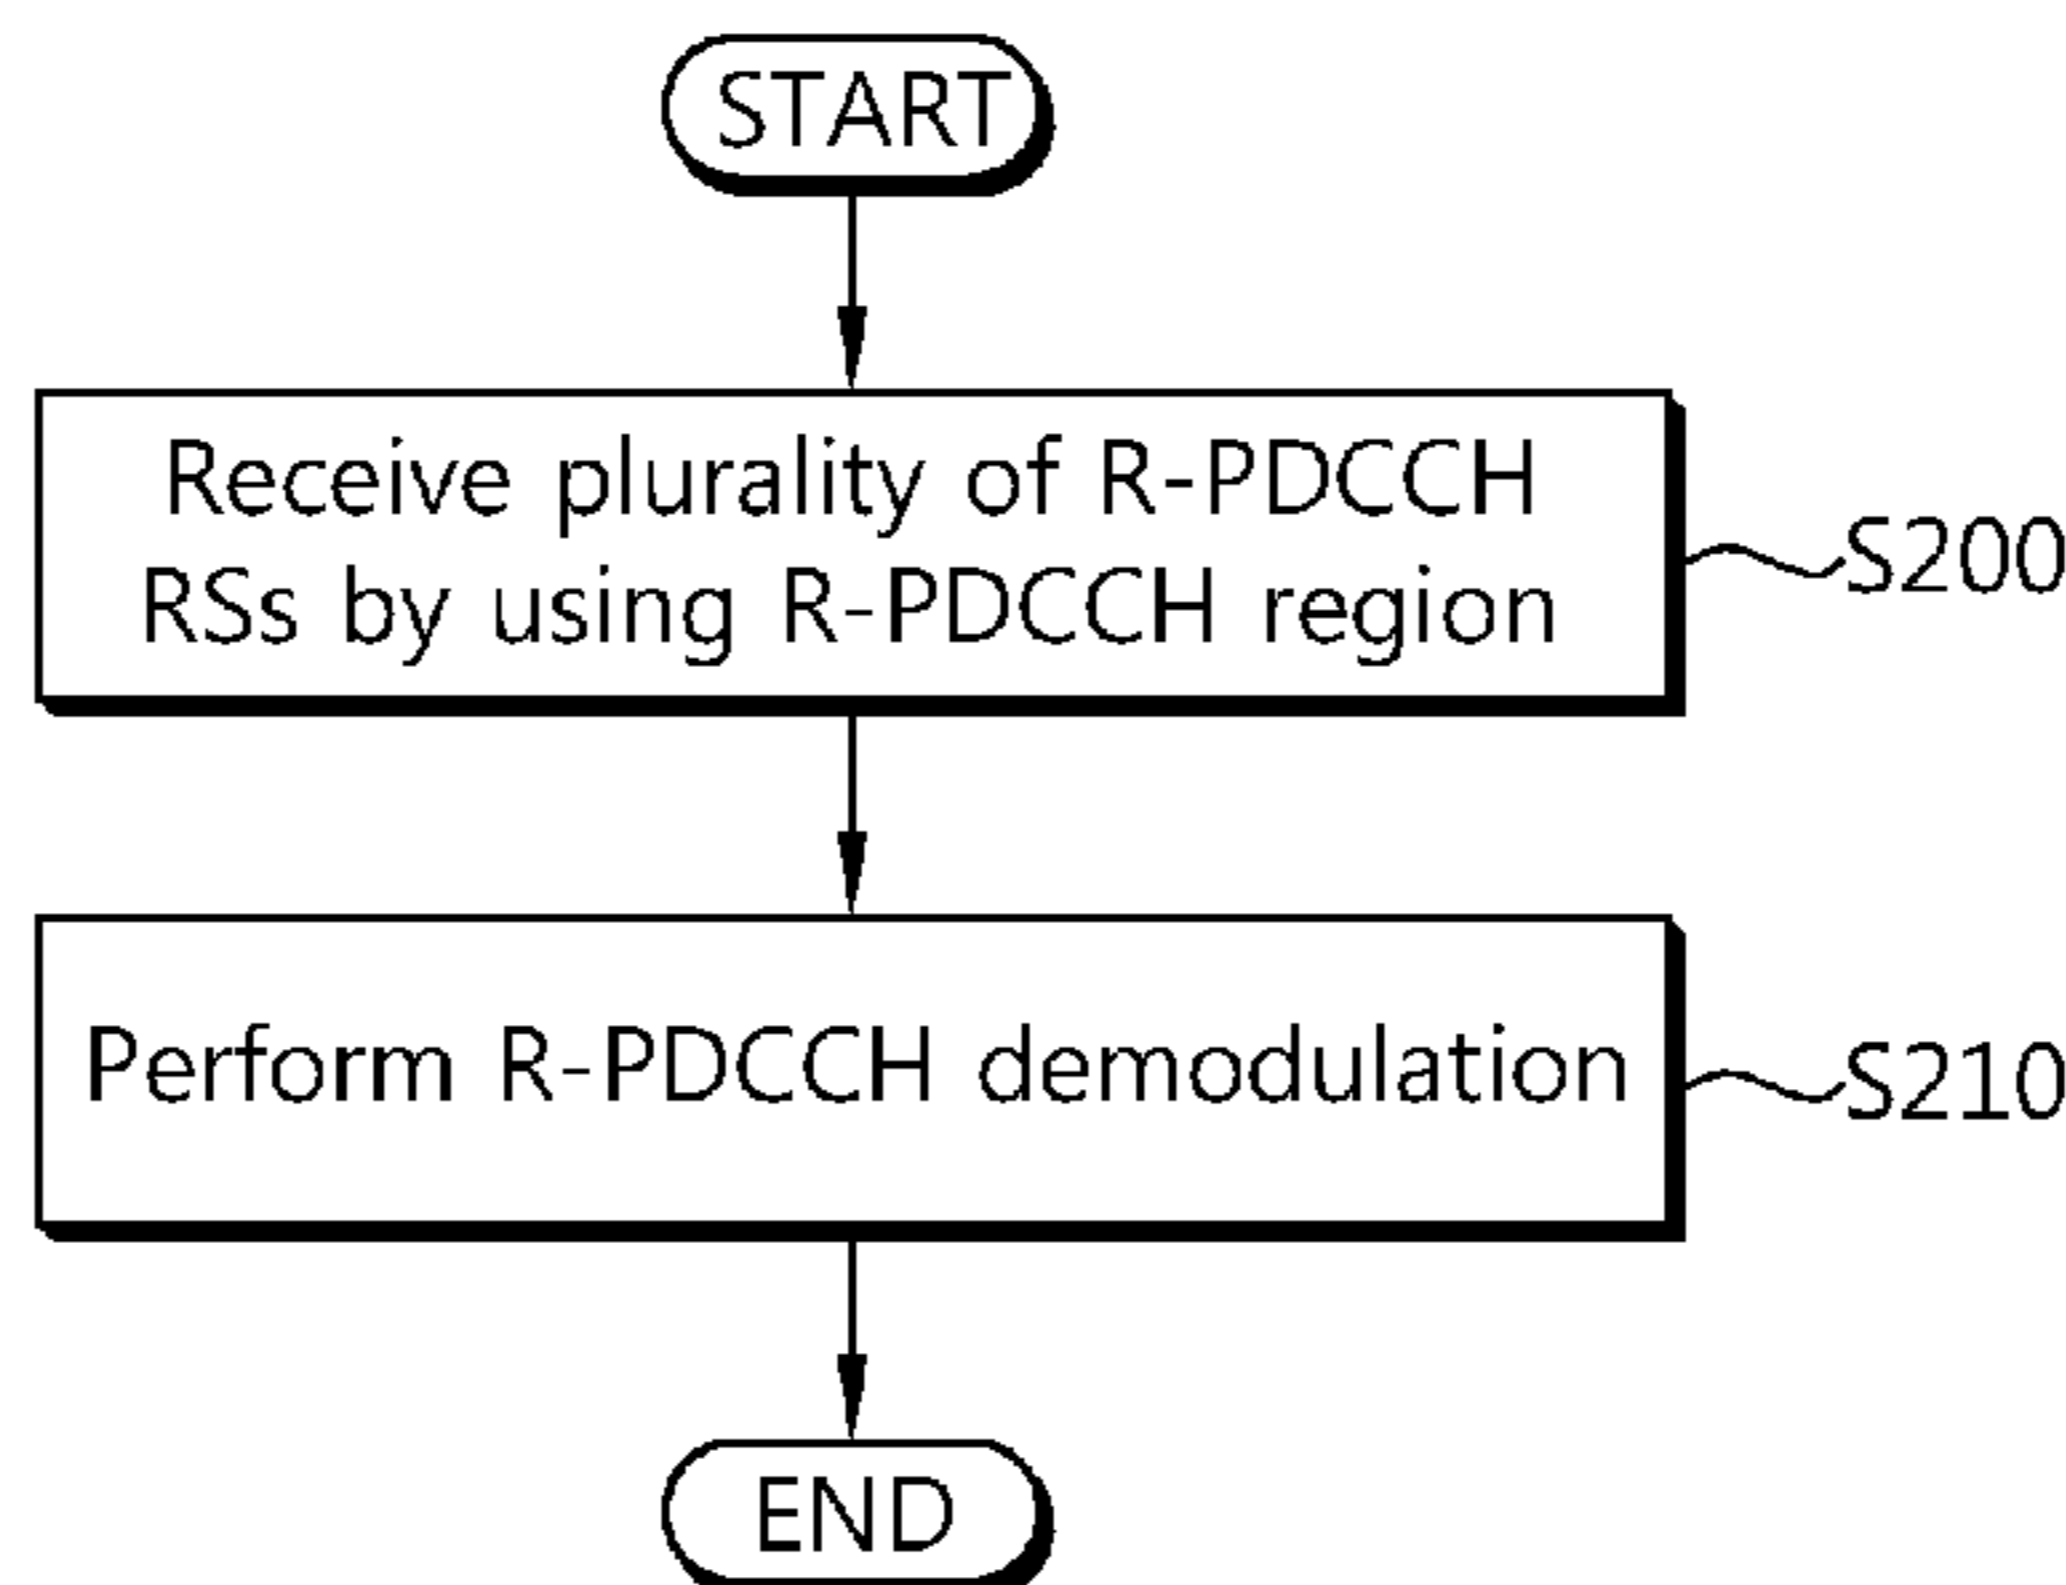 START
Receive plurality of R-PDCCH
RSs by using R-PDCCH region
S200
Perform R-PDCCH demodulation
S210
END